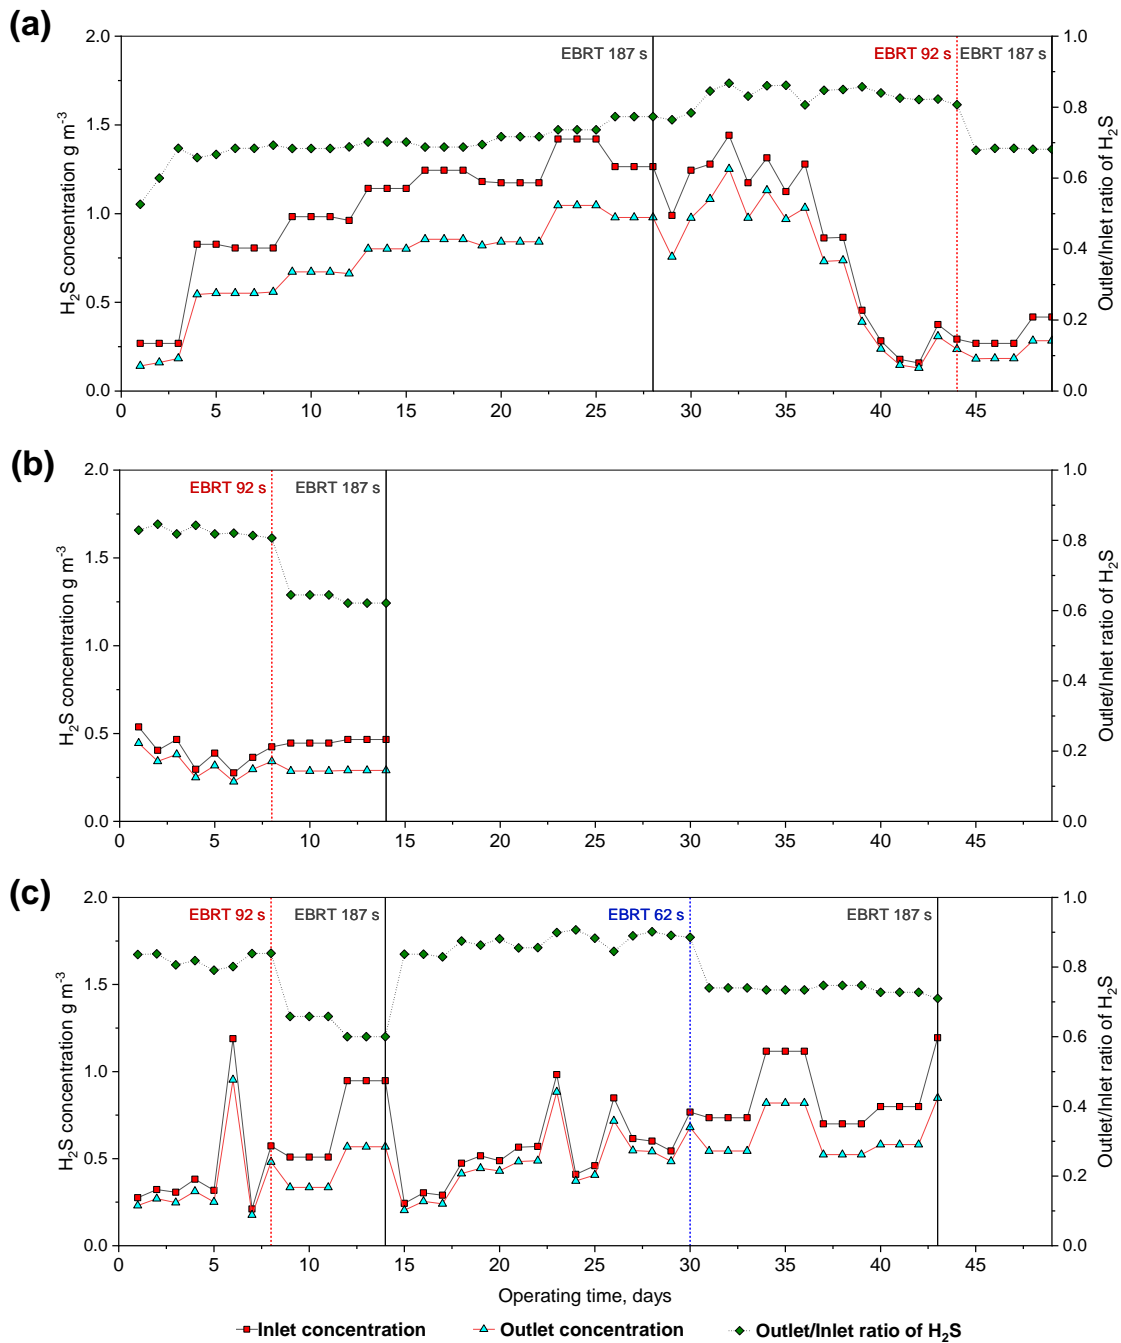 (a)
EBRT 187 s
EBRT 92 s
EBRT 187 s
H₂S concentration g m⁻³
2.0
1.5
1.0
0.5
0.0
1.0
0.8
0.6
0.4
0.2
0.0
Outlet/Inlet ratio of H₂S
0 5 10 15 20 25 30 35 40 45
(b)
EBRT 92 s
EBRT 187 s
H₂S concentration g m⁻³
2.0
1.5
1.0
0.5
0.0
1.0
0.8
0.6
0.4
0.2
0.0
Outlet/Inlet ratio of H₂S
0 5 10 15 20 25 30 35 40 45
(c)
EBRT 92 s
EBRT 187 s
EBRT 62 s
EBRT 187 s
H₂S concentration g m⁻³
2.0
1.5
1.0
0.5
0.0
1.0
0.8
0.6
0.4
0.2
0.0
Outlet/Inlet ratio of H₂S
0 5 10 15 20 25 30 35 40 45
Operating time, days
Inlet concentration Outlet concentration Outlet/Inlet ratio of H₂S